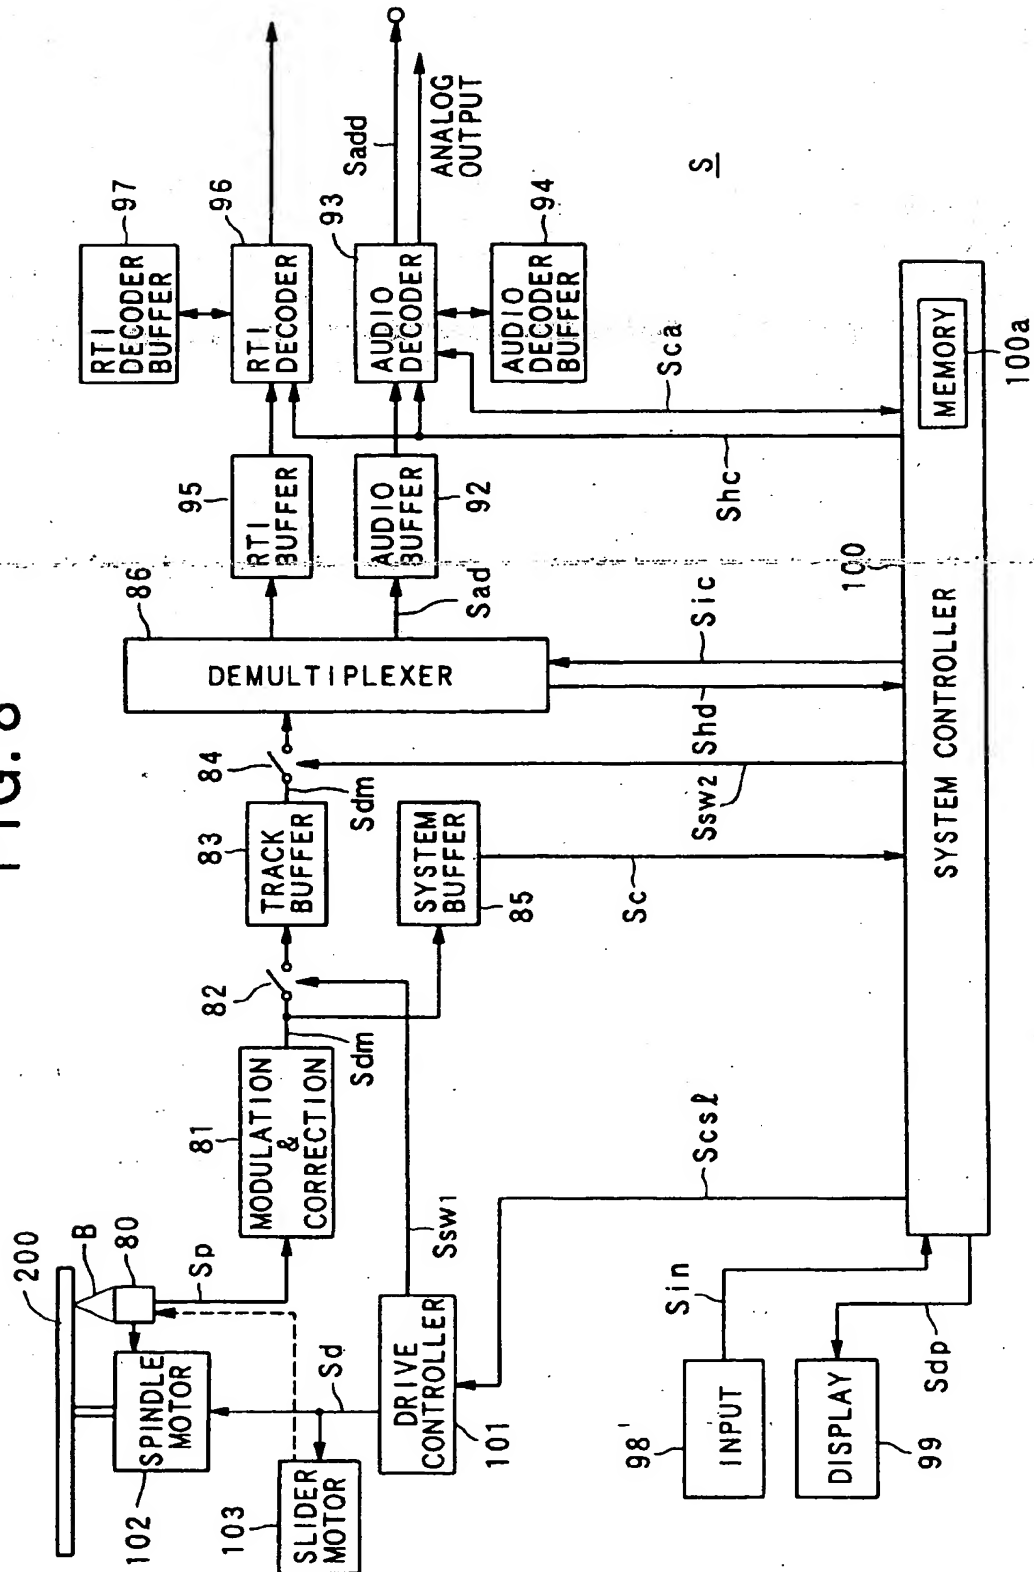 FIG. 8
200
B
80
Sp
SPINDLE
MOTOR
102
SLIDER
MOTOR
103
Sd
DRIVE
CONTROLLER
101
Ssw1
MODULATION
&
CORRECTION
81
Sdm
82
TRACK
BUFFER
83
Sdm
84
SYSTEM
BUFFER
85
DEMULTIPLEXER
86
RTI
BUFFER
95
AUDIO
BUFFER
92
Sad
RTI
DECODER
BUFFER
97
RTI
DECODER
96
AUDIO
DECODER
93
AUDIO
DECODER
BUFFER
94
Sadd
ANALOG
OUTPUT
S
INPUT
98
DISPLAY
99
Sin
Sdp
Scsl
Sc
Ssw2
Shd
Sic
Shc
Sca
100
SYSTEM CONTROLLER
MEMORY
100a